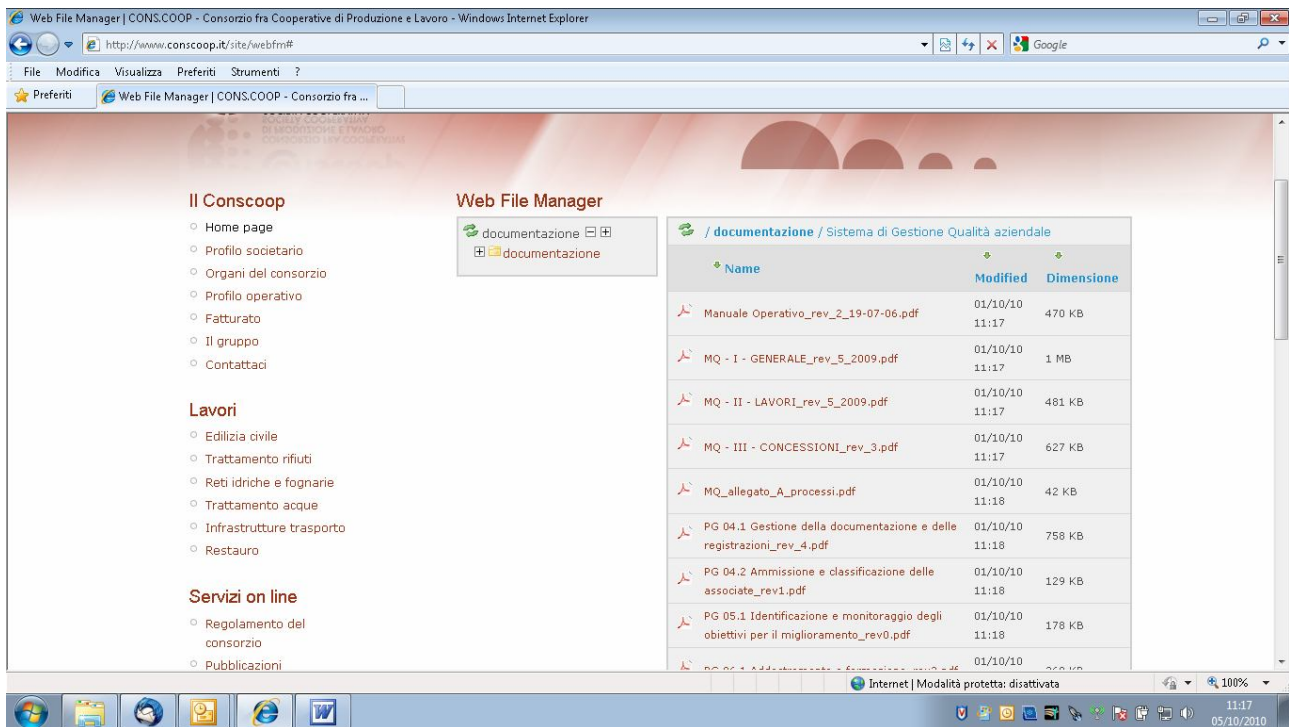 Web File Manager | CONS.COOP - Consorzio fra Cooperative di Produzione e Lavoro - Windows Internet Explorer
http://www.conscoop.it/site/webfm#
Google
File Modifica Visualizza Preferiti Strumenti ?
Preferiti
Web File Manager | CONS.COOP - Consorzio fra ...
Il Conscoop
Home page
Profilo societario
Organi del consorzio
Profilo operativo
Fatturato
Il gruppo
Contattaci
Lavori
Edilizia civile
Trattamento rifiuti
Reti idriche e fognarie
Trattamento acque
Infrastrutture trasporto
Restauro
Servizi on line
Regolamento del
consorzio
Pubblicazioni
Web File Manager
documentazione
documentazione
/ documentazione / Sistema di Gestione Qualità aziendale
Name Modified Dimensione
Manuale Operativo_rev_2_19-07-06.pdf 01/10/10 11:17 470 KB
MQ - I - GENERALE_rev_5_2009.pdf 01/10/10 11:17 1 MB
MQ - II - LAVORI_rev_5_2009.pdf 01/10/10 11:17 481 KB
MQ - III - CONCESSIONI_rev_3.pdf 01/10/10 11:17 627 KB
MQ_allegato_A_processi.pdf 01/10/10 11:18 42 KB
PG 04.1 Gestione della documentazione e delle 01/10/10
registrazioni_rev_4.pdf 11:18 758 KB
PG 04.2 Ammissione e classificazione delle 01/10/10
associate_rev1.pdf 11:18 129 KB
PG 05.1 Identificazione e monitoraggio degli 01/10/10
obiettivi per il miglioramento_rev0.pdf 11:18 178 KB
01/10/10
Internet | Modalità protetta: disattivata
100%
11:17
05/10/2010